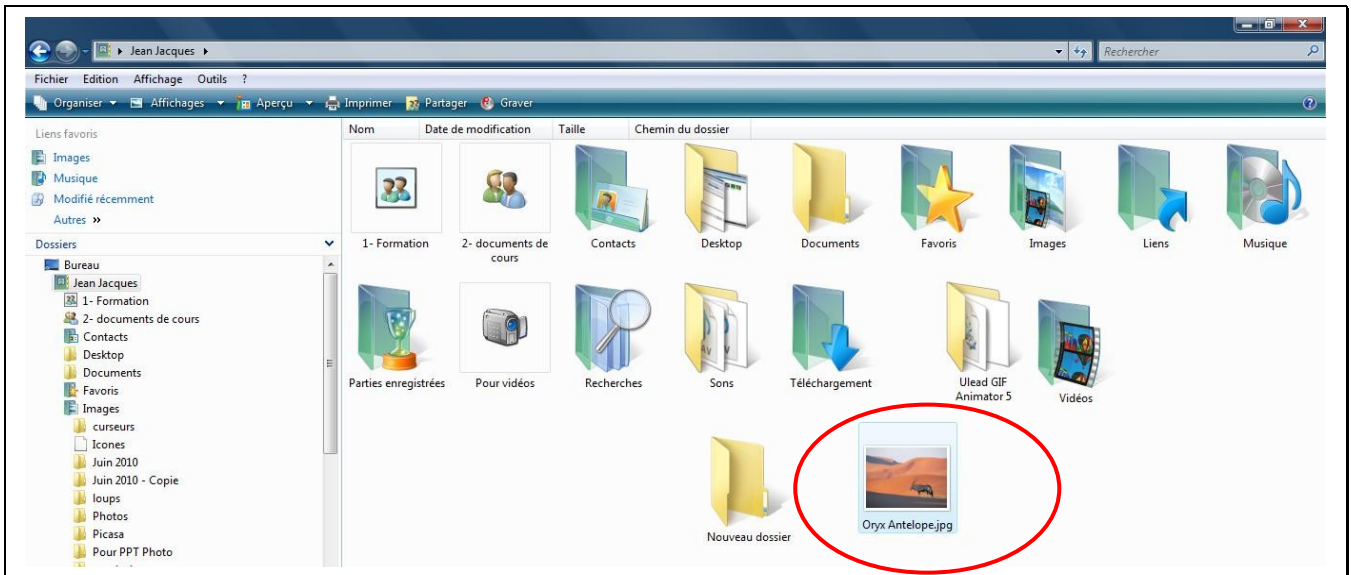 Jean Jacques
Rechercher
Fichier Edition Affichage Outils ?
Organiser Affichages Aperçu Imprimer Partager Graver
Liens favoris
Images
Musique
Modifié récemment
Autres »
Dossiers
Bureau
Jean Jacques
1- Formation
2- documents de cours
Contacts
Desktop
Documents
Favoris
Images
curseurs
Icones
Juin 2010
Juin 2010 - Copie
loups
Photos
Picasa
Pour PPT Photo
Nom Date de modification Taille Chemin du dossier
1- Formation
2- documents de
cours
Contacts
Desktop
Documents
Favoris
Images
Liens
Musique
Parties enregistrées
Pour vidéos
Recherches
Sons
Téléchargement
Ulead GIF
Animator 5
Vidéos
Nouveau dossier
Oryx Antelope.jpg